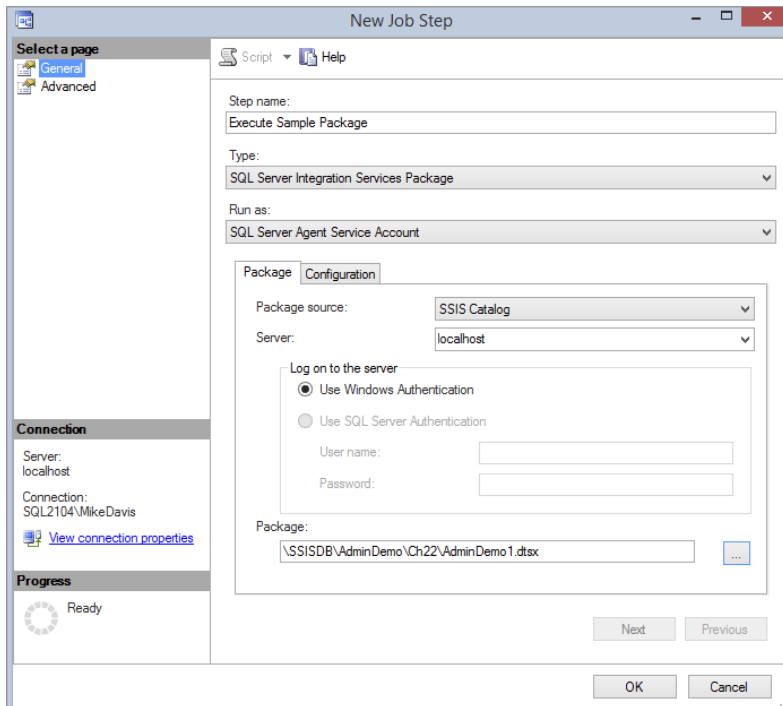 New Job Step
Select a page
General
Advanced
Script
Help
Step name:
Execute Sample Package
Type:
SQL Server Integration Services Package
Run as:
SQL Server Agent Service Account
Package
Configuration
Package source:
SSIS Catalog
Server:
localhost
Log on to the server
Use Windows Authentication
Use SQL Server Authentication
User name:
Password:
Package:
\SSISDB\AdminDemo\Ch22\AdminDemo1.dtsx
...
Connection
Server:
localhost
Connection:
SQL2104\MikeDavis
View connection properties
Progress
Ready
Next
Previous
OK
Cancel